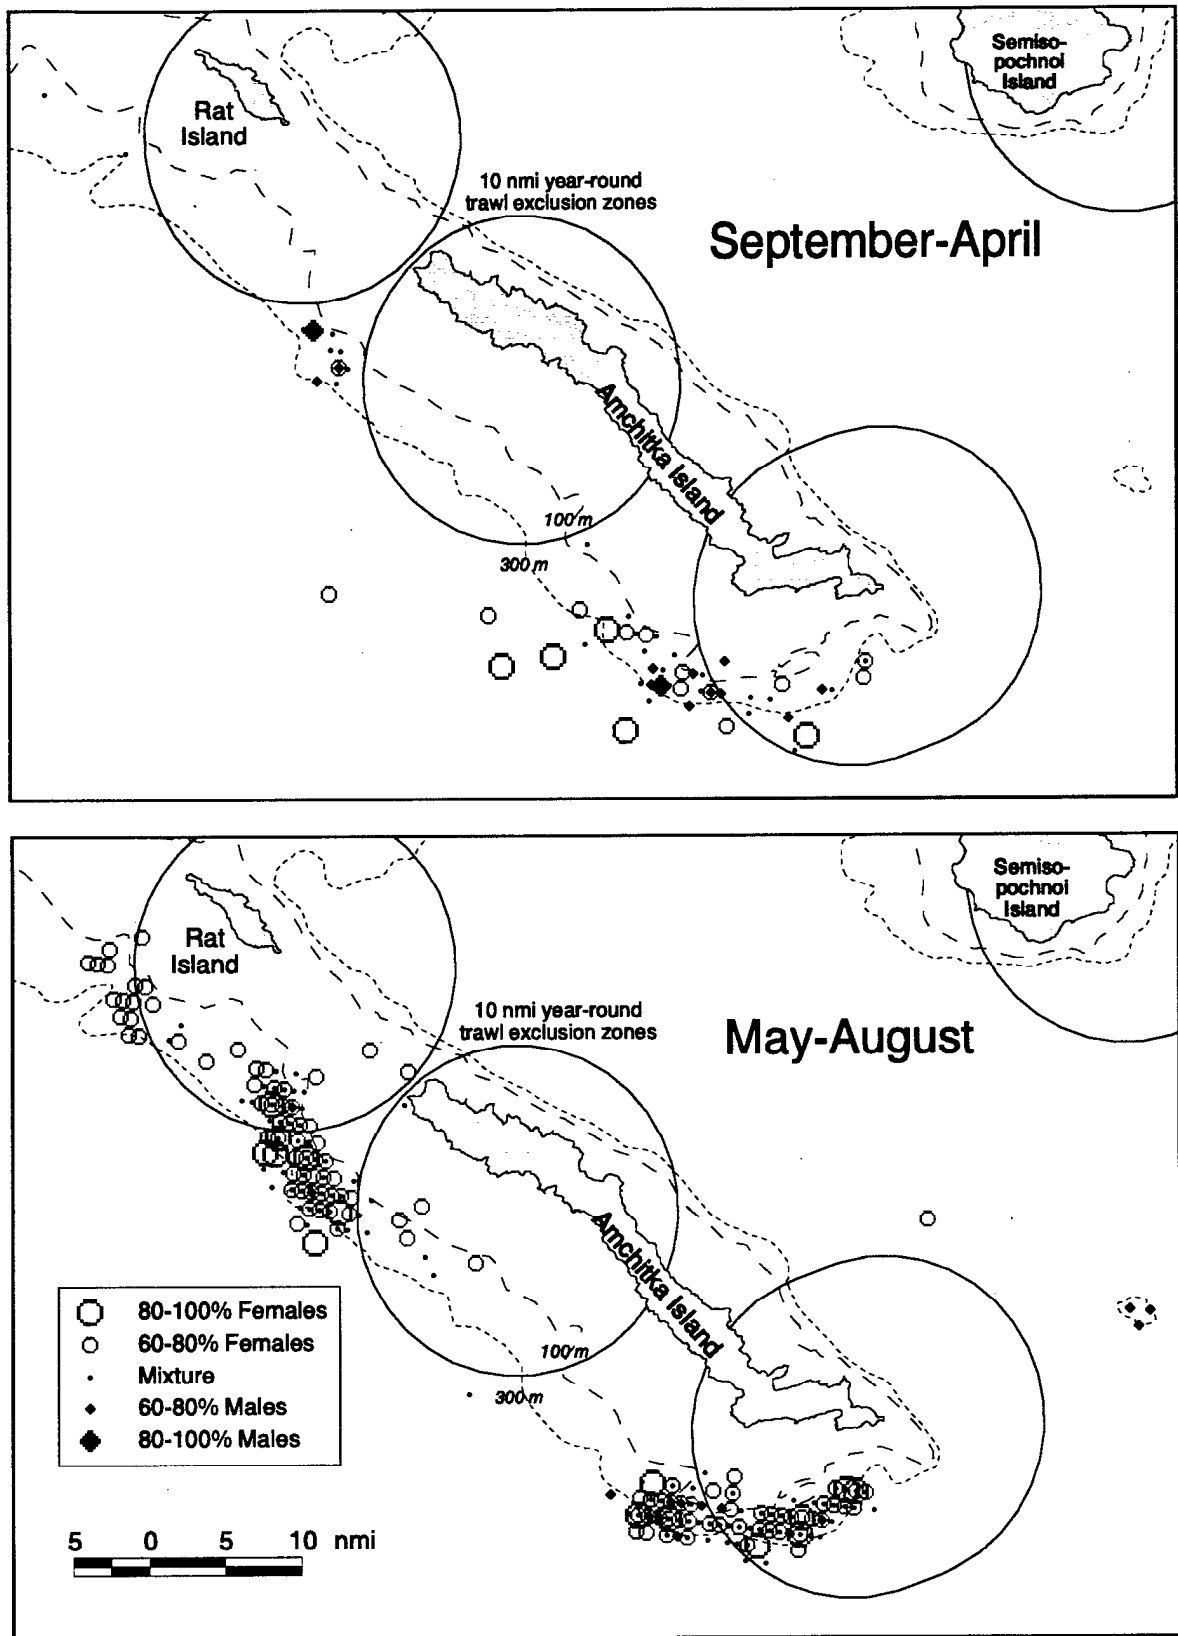 Semiso-
pochnoi
Island
Rat
Island
10 nmi year-round
trawl exclusion zones
September-April
Amchitka Island
100 m
300 m
Semiso-
pochnoi
Island
Rat
Island
10 nmi year-round
trawl exclusion zones
May-August
Amchitka Island
100 m
300 m
80-100% Females
60-80% Females
Mixture
60-80% Males
80-100% Males
5 0 5 10 nmi